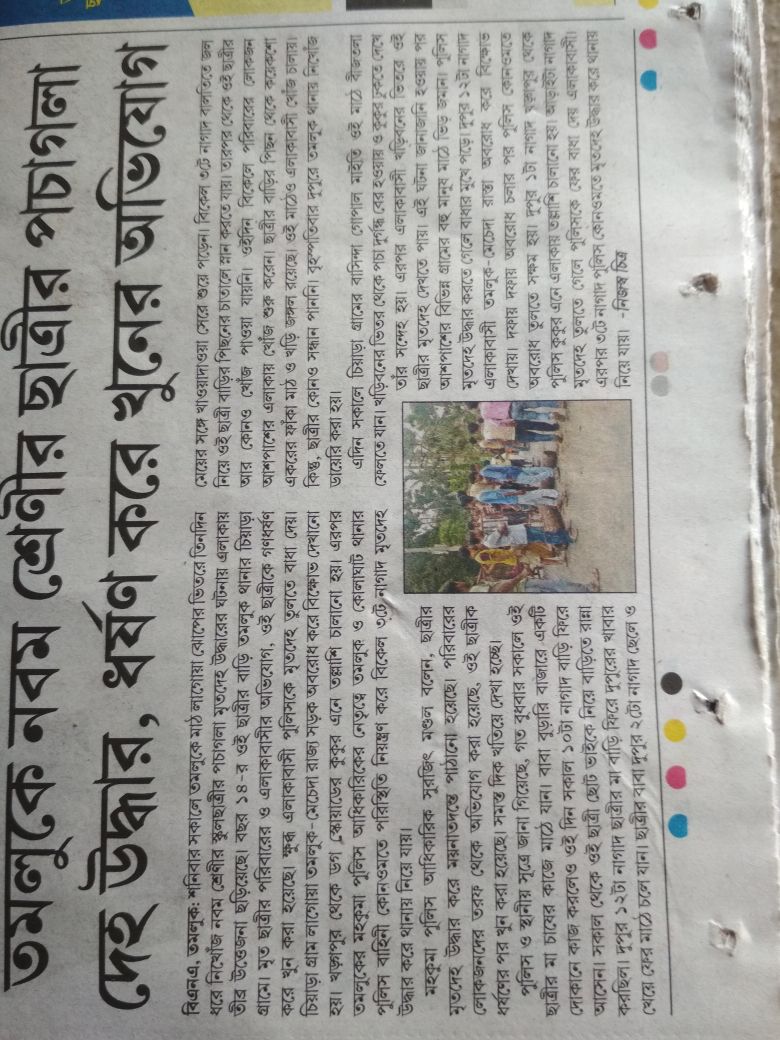 তমলুকে নবম শ্রেণীর ছাত্রীর পচাগলা
দেহ উদ্ধার, ধর্ষণ করে খুনের অভিযোগ
বিএনএ, তমলুক: শনিবার সকালে তমলুকে মাঠ লাগোয়া ঝোপের ভিতরে তিনদিন
ধরে নিখোঁজ নবম শ্রেণীর স্কুলছাত্রীর পচাগলা মৃতদেহ উদ্ধারের ঘটনায় এলাকায়
তীব্র উত্তেজনা ছড়িয়েছে। বছর ১৪-র ওই ছাত্রীর বাড়ি তমলুক থানার চিয়াড়া
গ্রামে। মৃত ছাত্রীর পরিবারের ও এলাকাবাসীর অভিযোগ, ওই ছাত্রীকে গণধর্ষণ
করে খুন করা হয়েছে। ক্ষুব্ধ এলাকাবাসী পুলিসকে মৃতদেহ তুলতে বাধা দেয়।
চিয়াড়া গ্রাম লাগোয়া তমলুক-মেচেদা রাজ্য সড়ক অবরোধ করে বিক্ষোভ দেখানো
হয়। খড়্গপুর থেকে ডগ স্কোয়াডের কুকুর এনে তল্লাশি চালানো হয়। এরপর
তমলুকের মহকুমা পুলিস আধিকারিকের নেতৃত্বে তমলুক ও কোলাঘাট থানার
পুলিস বাহিনী কোনওমতে পরিস্থিতি নিয়ন্ত্রণ করে বিকেল ৩টে নাগাদ মৃতদেহ
উদ্ধার করে থানায় নিয়ে যায়।
মহকুমা পুলিস আধিকারিক সুরজিৎ মণ্ডল বলেন, ছাত্রীর
মৃতদেহ উদ্ধার করে ময়নাতদন্তে পাঠানো হয়েছে। পরিবারের
লোকজনদের তরফ থেকে অভিযোগ করা হয়েছে, ওই ছাত্রীক
ধর্ষণের পর খুন করা হয়েছে। সমস্ত দিক খতিয়ে দেখা হচ্ছে।
পুলিস ও স্থানীয় সূত্রে জানা গিয়েছে, গত বুধবার সকালে ওই
ছাত্রীর মা চাষের কাজে মাঠে যান। বাবা বুড়ারি বাজারে একটি
দোকানে কাজ করলেও ওই দিন সকাল ১০টা নাগাদ বাড়ি ফিরে
আসেন। সকাল থেকে ওই ছাত্রী ছোট ভাইকে নিয়ে বাড়িতে রান্না
করছিল। দুপুর ১২টা নাগাদ ছাত্রীর মা বাড়ি ফিরে দুপুরের খাবার
খেয়ে ফের মাঠে চলে যান। ছাত্রীর বাবা দুপুর ২টো নাগাদ ছেলে ও
মেয়ের সঙ্গে খাওয়াদাওয়া সেরে শুয়ে পড়েন। বিকেল ৩টে নাগাদ বালতিতে জল
নিয়ে ওই ছাত্রী বাড়ির পিছনের চাতালে স্নান করতে যায়। তারপর থেকে ওই ছাত্রীর
আর কোনও খোঁজ পাওয়া যায়নি। ওইদিন বিকেলে পরিবারের লোকজন
আশপাশের এলাকায় খোঁজ শুরু করেন। ছাত্রীর বাড়ির পিছন থেকে কয়েকশো
একরের ফাঁকা মাঠ ও খড়ি জঙ্গল রয়েছে। ওই মাঠেও এলাকাবাসী খোঁজ চালায়।
কিন্তু, ছাত্রীর কোনও সন্ধান পাননি। বৃহস্পতিবার দুপুরে তমলুক থানায় নিখোঁজ
ডায়েরি করা হয়।
এদিন সকালে চিয়াড়া গ্রামের বাসিন্দা গোপাল মাইতি ওই মাঠে বীজতলা
ফেলতে যান। খড়িবনের ভিতর থেকে পচা দুর্গন্ধ বের হওয়ায় ও কুকুর ঢুকতে দেখে
তাঁর সন্দেহ হয়। এরপর এলাকাবাসী খড়িবনের ভিতরে ওই
ছাত্রীর মৃতদেহ দেখতে পায়। এই ঘটনা জানাজানি হওয়ার পর
আশপাশের বিভিন্ন গ্রামের বহু মানুষ মাঠে ভিড় জমান। পুলিস
মৃতদেহ উদ্ধার করতে গেলে বাধার মুখে পড়ে। দুপুর ১২টা নাগাদ
এলাকাবাসী তমলুক-মেচেদা রাস্তা অবরোধ করে বিক্ষোভ
দেখায়। দফায় দফায় অবরোধ চলার পর পুলিস কোনওমতে
অবরোধ তুলতে সক্ষম হয়। দুপুর ১টা নাগাদ খড়্গপুর থেকে
পুলিস কুকুর এনে এলাকায় তল্লাশি চালানো হয়। আড়াইটা নাগাদ
মৃতদেহ তুলতে গেলে পুলিসকে ফের বাধা দেয় এলাকাবাসী।
এরপর ৩টে নাগাদ পুলিস কোনওমতে মৃতদেহ উদ্ধার করে থানায়
নিয়ে যায়। -নিজস্ব চিত্র